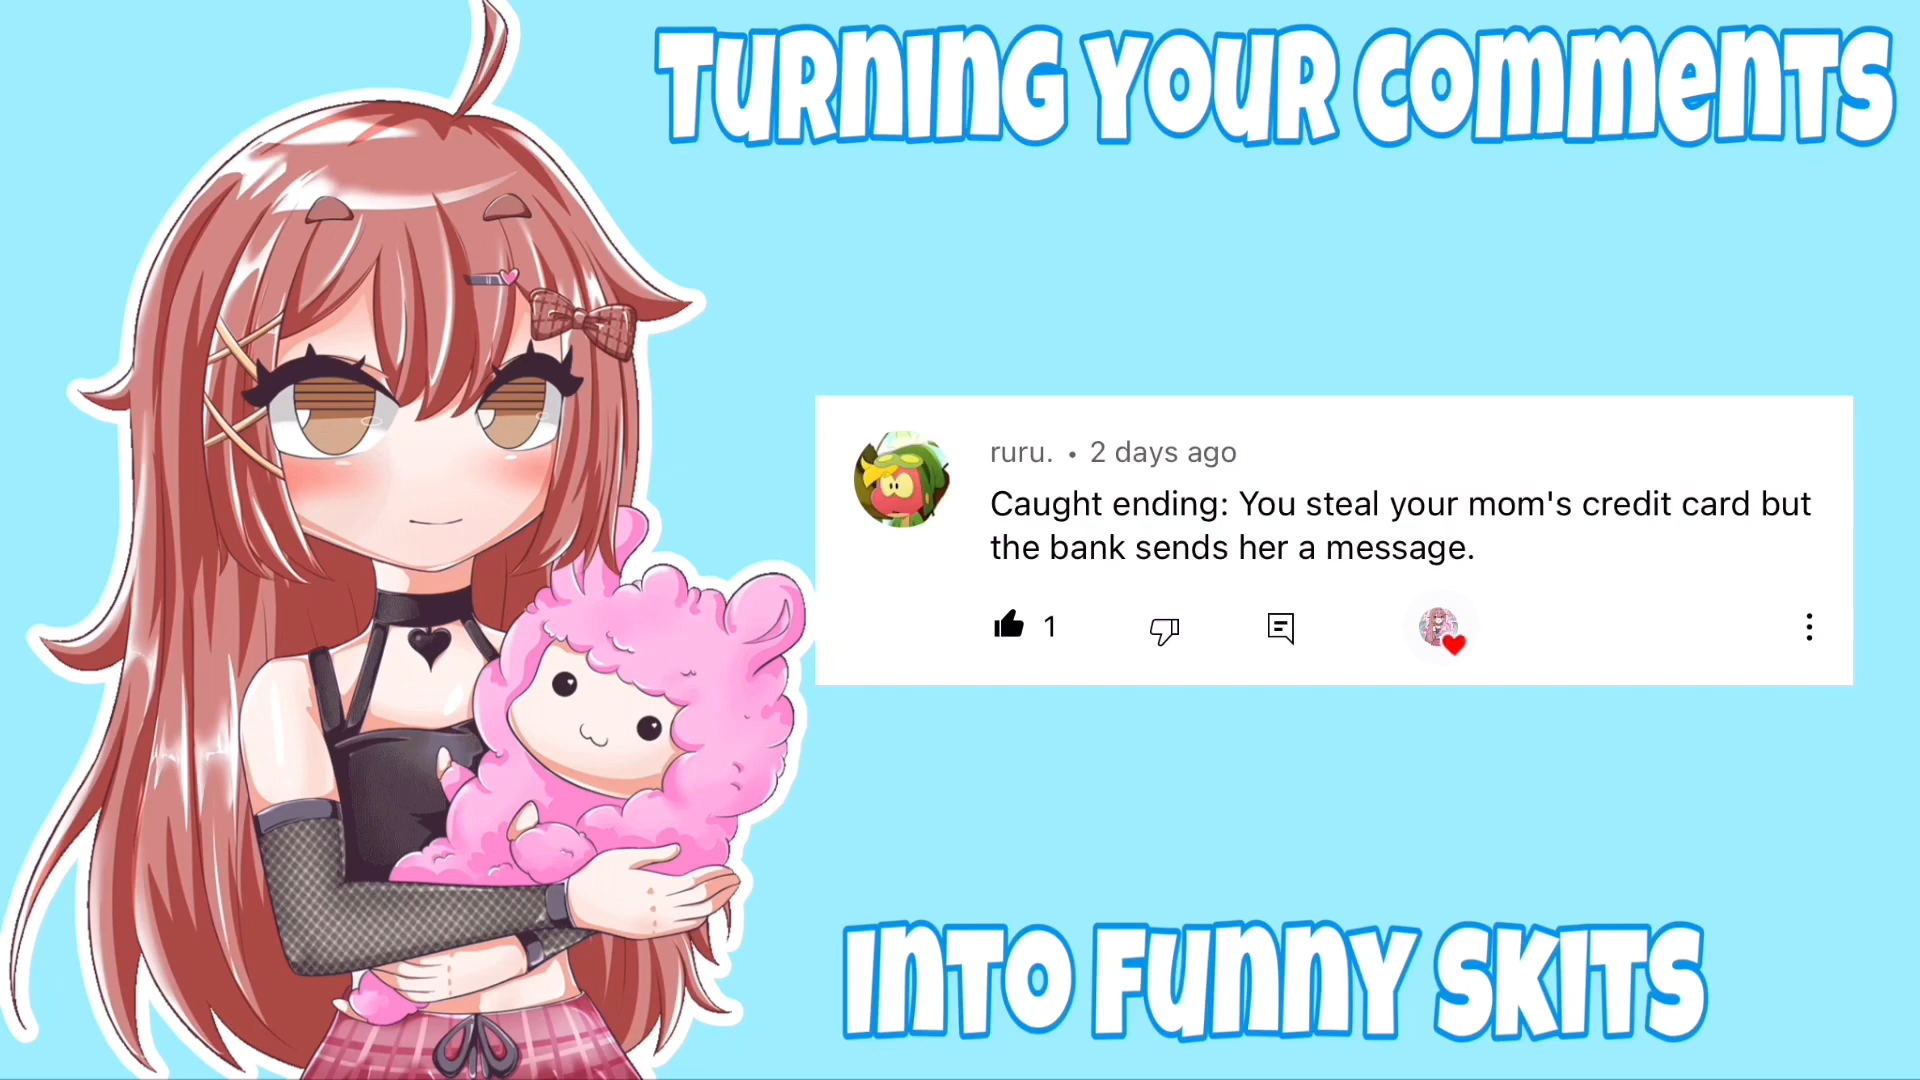 TURNING YOUR COMMENTS
ruru. • 2 days ago
Caught ending: You steal your mom's credit card but
the bank sends her a message.
1
INTO FUNNY SKITS